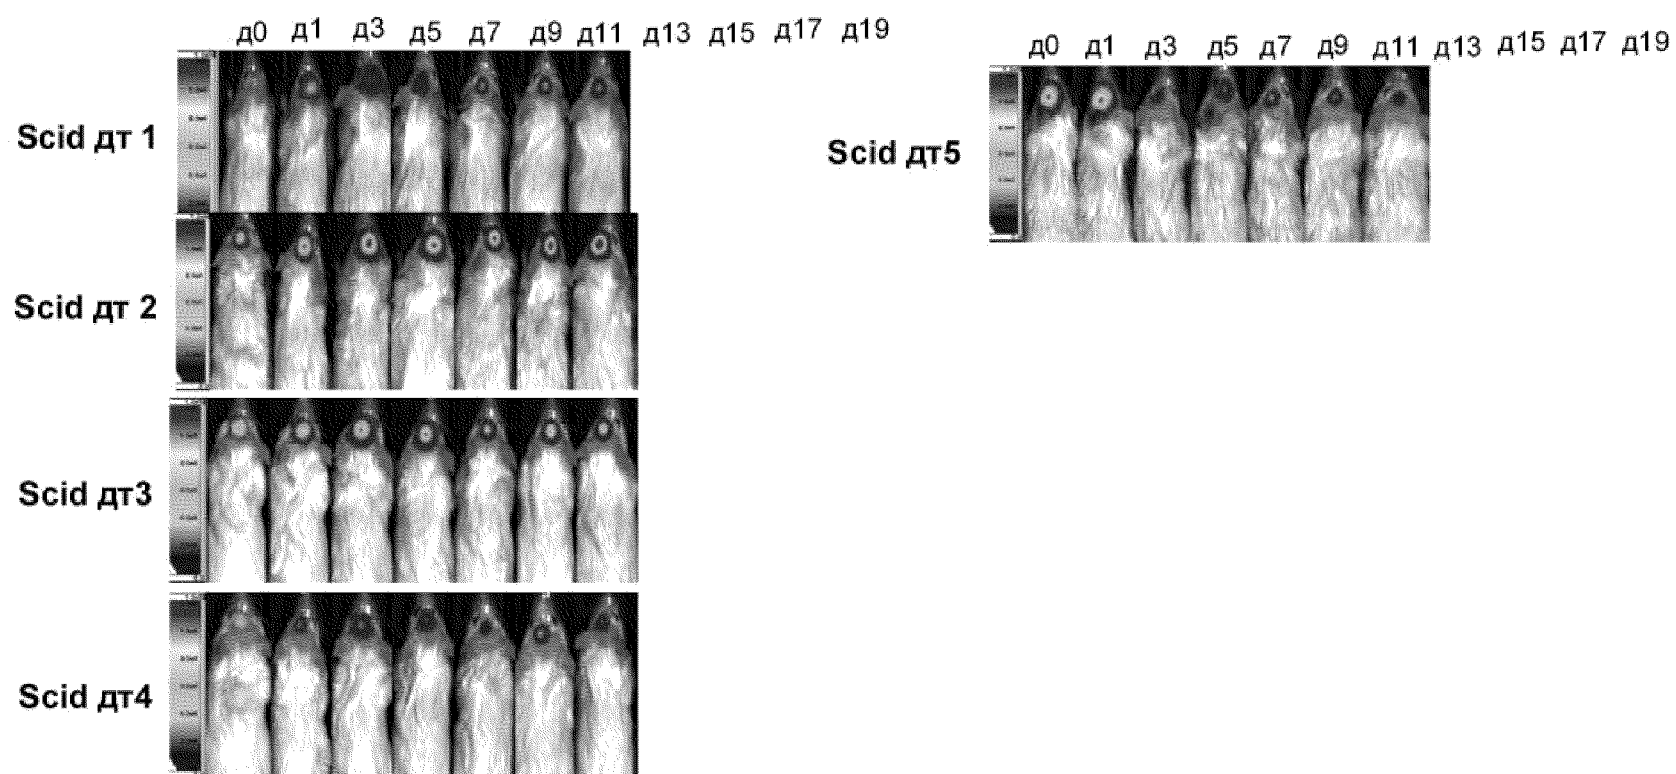 д0 д1 д3 д5 д7 д9 д11 д13 д15 д17 д19
Scid дт 1
Scid дт 2
Scid дт3
Scid дт4
д0 д1 д3 д5 д7 д9 д11 д13 д15 д17 д19
Scid дт5